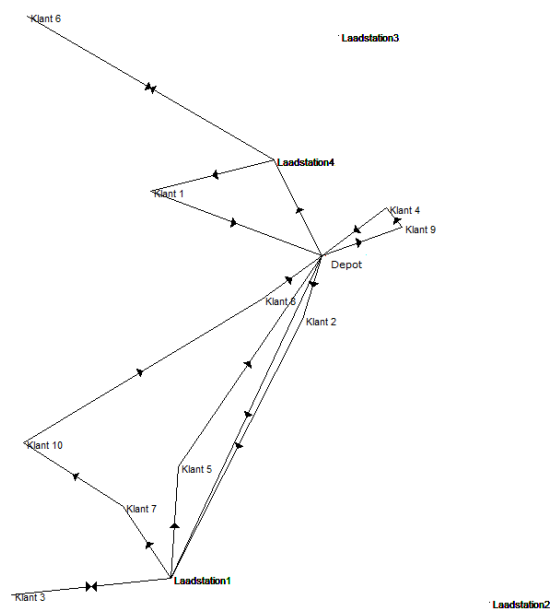 Klant 6
Laadstation3
Laadstation4
Klant 1
Klant 4
Klant 9
Depot
Klant 8
Klant 2
Klant 10
Klant 5
Klant 7
Laadstation1
Klant 3
Laadstation2